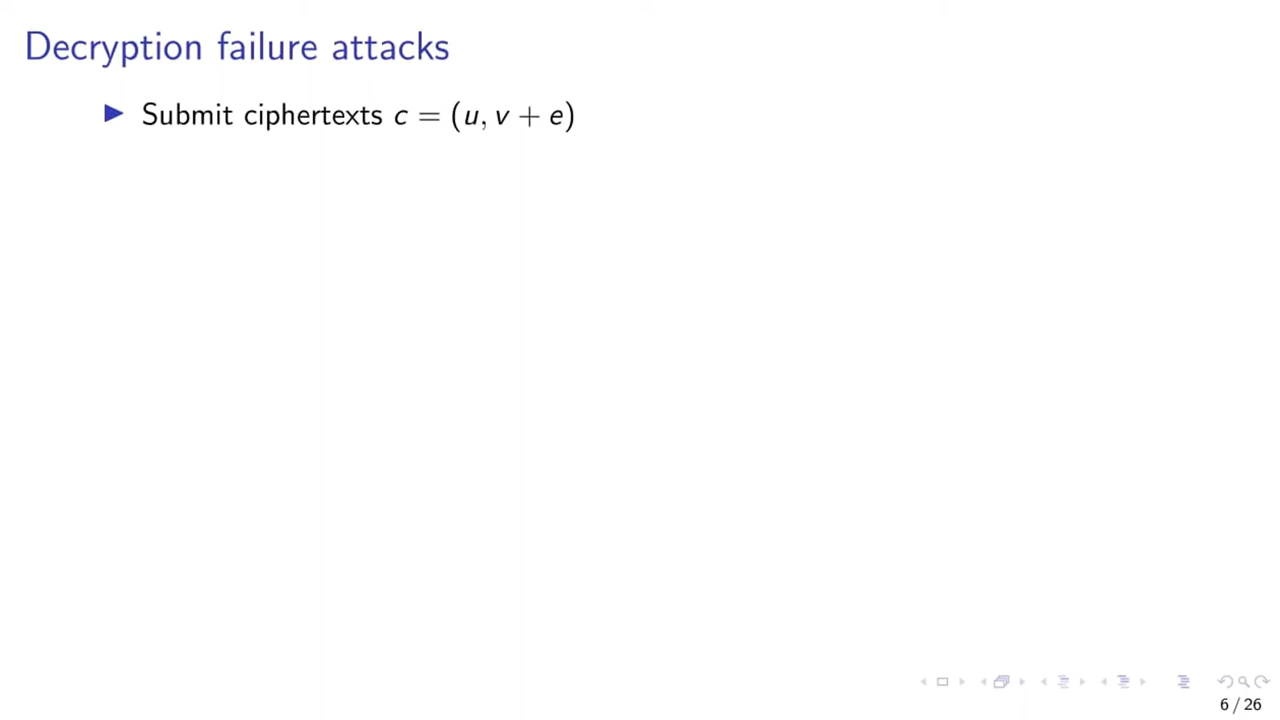 Decryption failure attacks
▶ Submit ciphertexts c = (u, v + e)
6 / 26